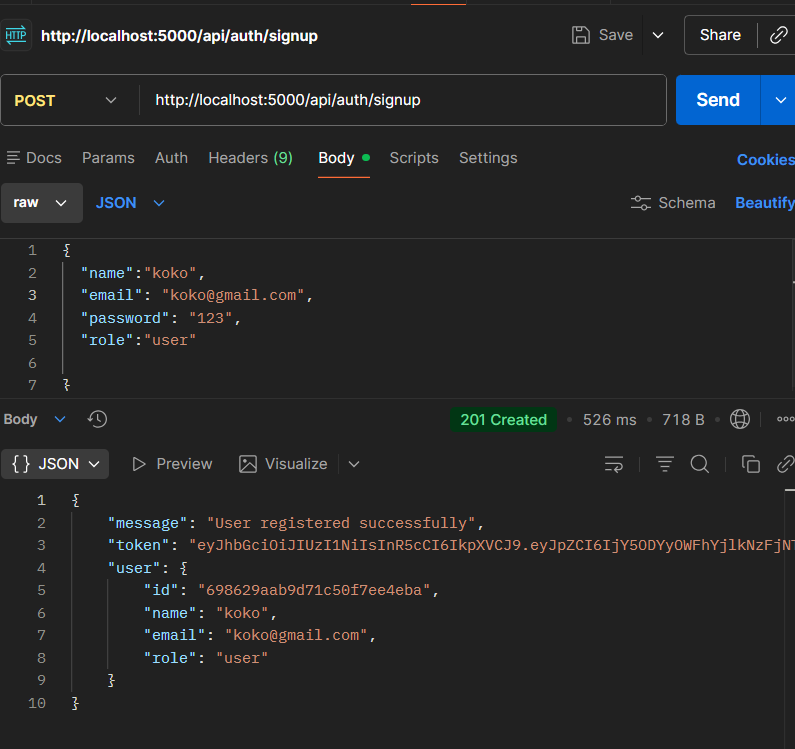 HTTP http://localhost:5000/api/auth/signup Save Share
POST http://localhost:5000/api/auth/signup Send
Docs Params Auth Headers (9) Body Scripts Settings Cookies
raw JSON Schema Beautify
1 {
2 "name":"koko",
3 "email": "koko@gmail.com",
4 "password": "123",
5 "role":"user"
6
7 }
Body 201 Created 526 ms 718 B
{} JSON Preview Visualize
1 {
2 "message": "User registered successfully",
3 "token": "eyJhbGciOiJIUzI1NiIsInR5cCI6IkpXVCJ9.eyJpZCI6IjY5ODYyOWFhYjlkNzFjNT
4 "user": {
5 "id": "698629aab9d71c50f7ee4eba",
6 "name": "koko",
7 "email": "koko@gmail.com",
8 "role": "user"
9 }
10 }